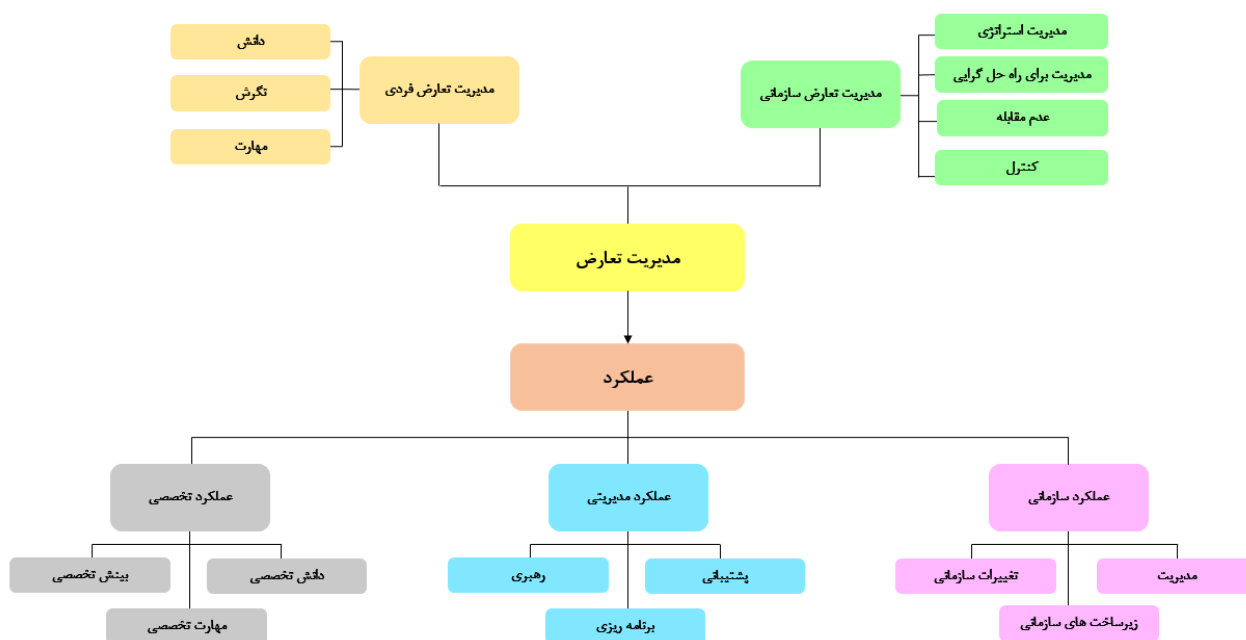 مدیریت استراتژی
مدیریت برای راه حل گرایی
عدم مقابله
کنترل
مدیریت تعارض سازمانی
مدیریت تعارض فردی
دانش
نگرش
مهارت
مدیریت تعارض
عملکرد
عملکرد سازمانی
عملکرد مدیریتی
عملکرد تخصصی
مدیریت
تغییرات سازمانی
زیرساخت های سازمانی
پشتیبانی
رهبری
برنامه ریزی
دانش تخصصی
بینش تخصصی
مهارت تخصصی